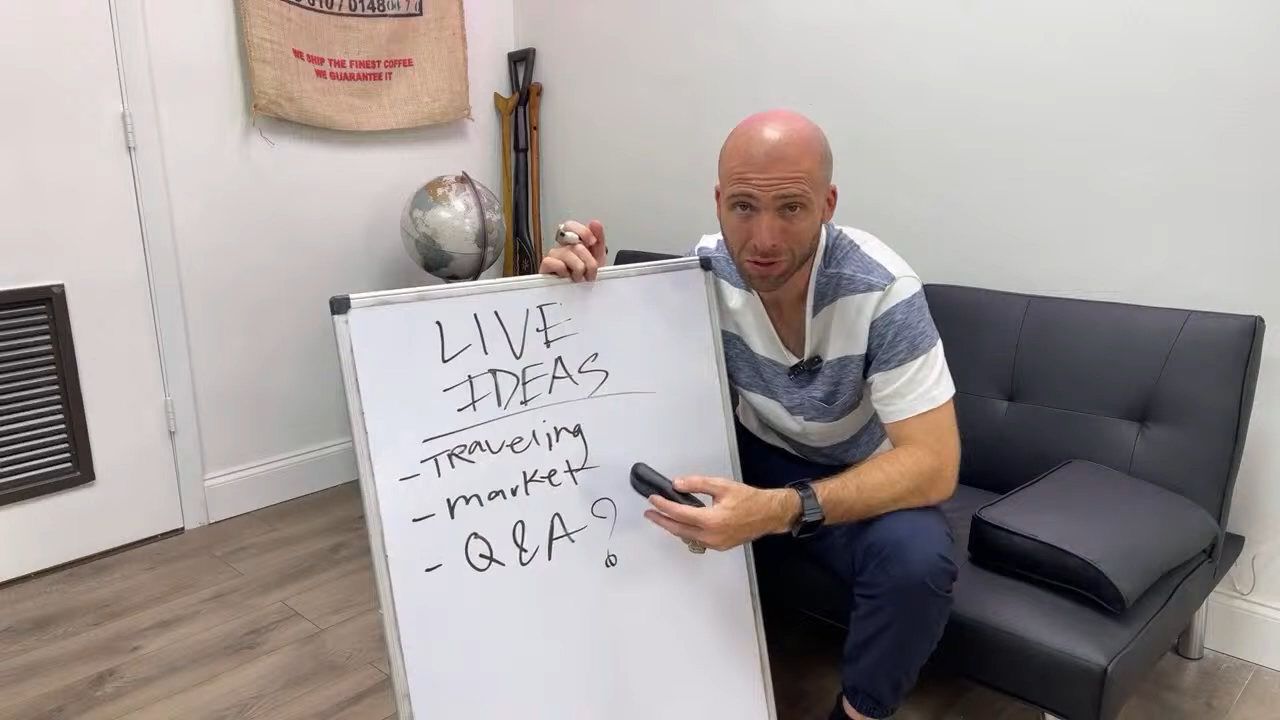 WE SHIP THE FINEST COFFEE
WE GUARANTEE IT
LIVE
IDEAS
- TRaveling
- market
- Q&A?